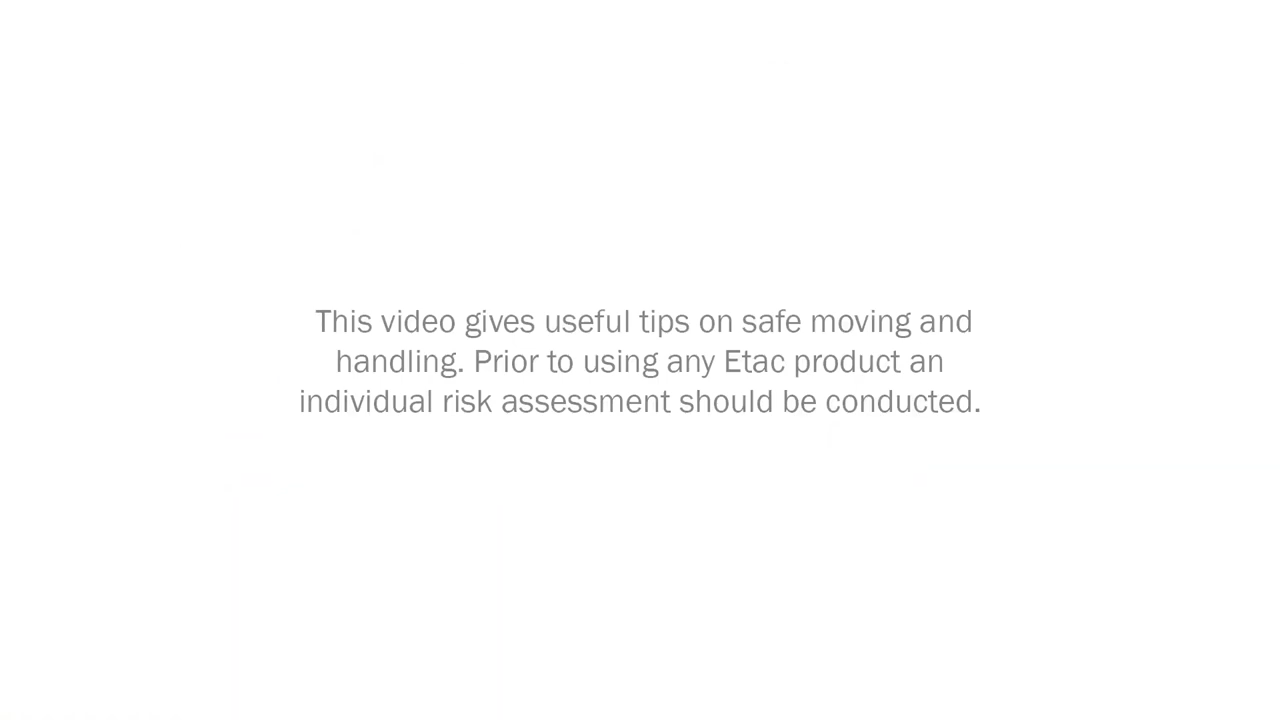 This video gives useful tips on safe moving and
handling. Prior to using any Etac product an
individual risk assessment should be conducted.